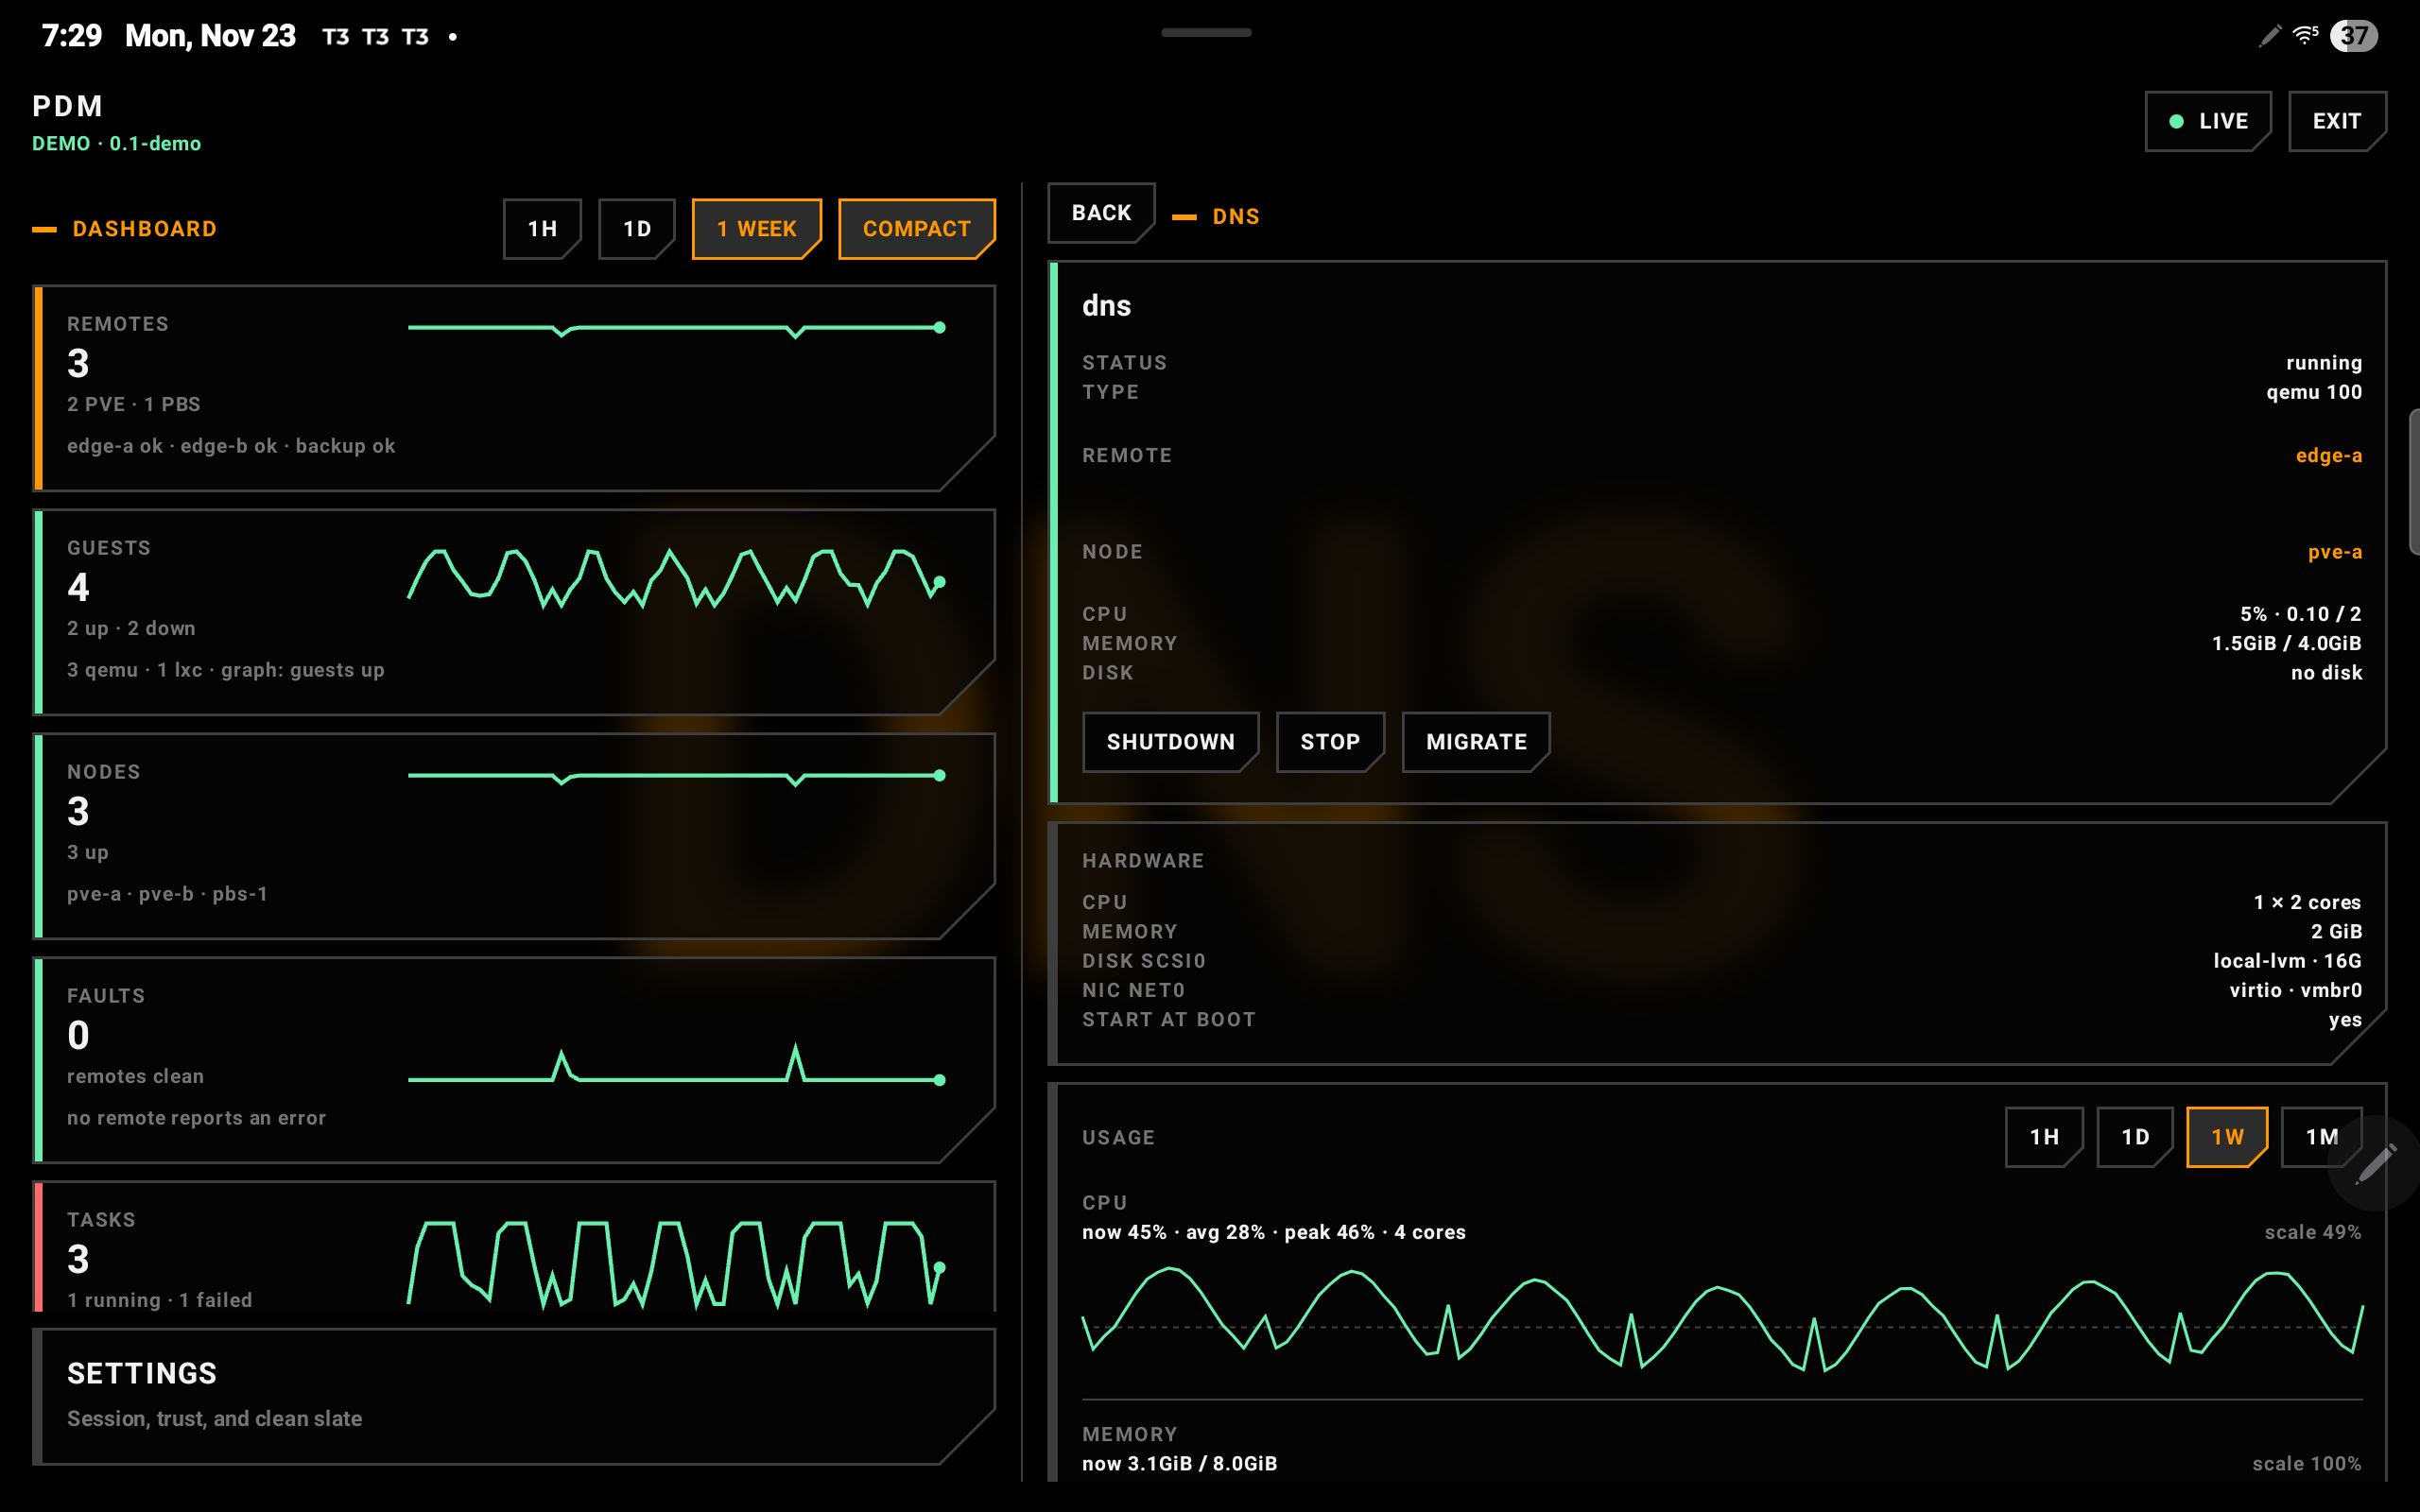 7:29 Mon, Nov 23 T3 T3 T3 •
37
PDM
DEMO · 0.1-demo
LIVE
EXIT
DASHBOARD
1H
1D
1 WEEK
COMPACT
REMOTES
3
2 PVE · 1 PBS
edge-a ok · edge-b ok · backup ok
GUESTS
4
2 up · 2 down
3 qemu · 1 lxc · graph: guests up
NODES
3
3 up
pve-a · pve-b · pbs-1
FAULTS
0
remotes clean
no remote reports an error
TASKS
3
1 running · 1 failed
SETTINGS
Session, trust, and clean slate
BACK
DNS
dns
STATUS running
TYPE qemu 100
REMOTE edge-a
NODE pve-a
CPU 5% · 0.10 / 2
MEMORY 1.5GiB / 4.0GiB
DISK no disk
SHUTDOWN
STOP
MIGRATE
HARDWARE
CPU 1 × 2 cores
MEMORY 2 GiB
DISK SCSI0 local-lvm · 16G
NIC NET0 virtio · vmbr0
START AT BOOT yes
USAGE
1H
1D
1W
1M
CPU
now 45% · avg 28% · peak 46% · 4 cores scale 49%
MEMORY
now 3.1GiB / 8.0GiB scale 100%
DNS